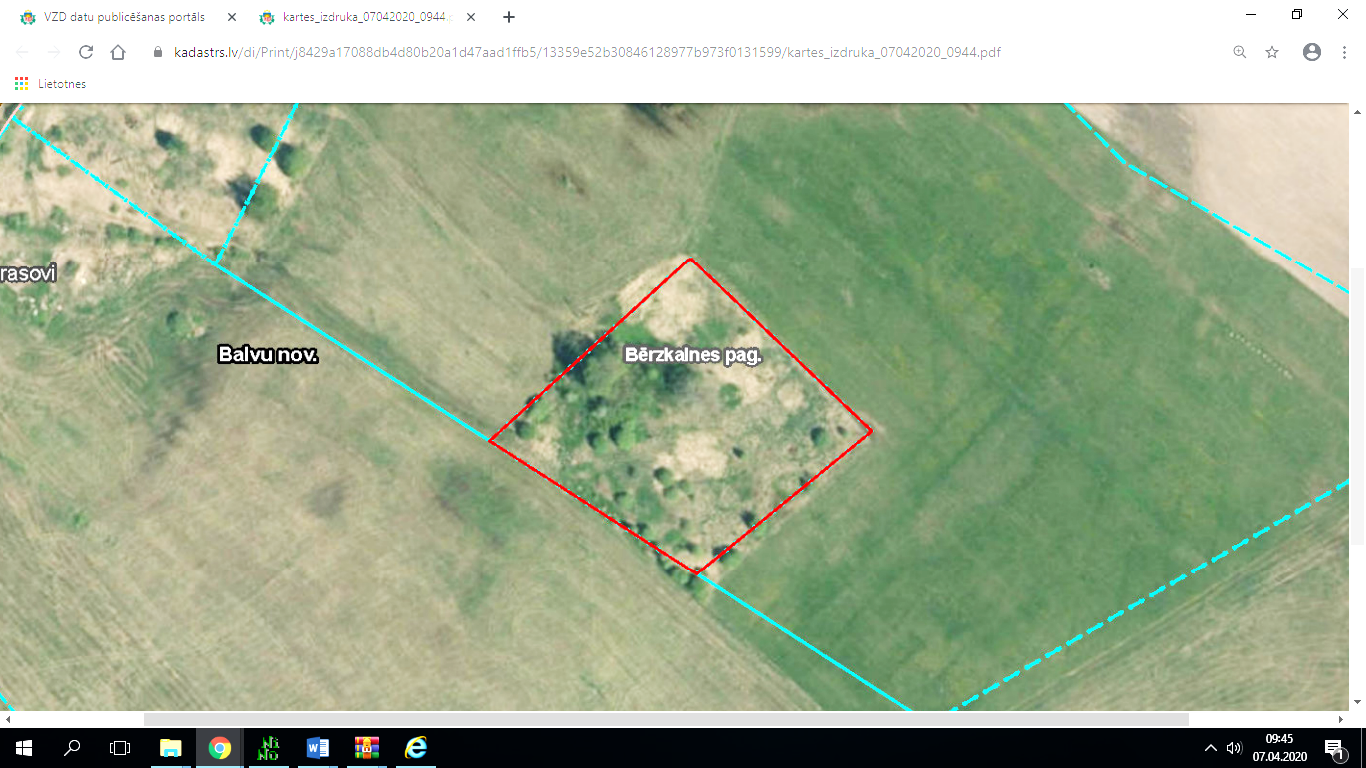 VZD datu publicēšanas portāls
kartes_izdruka_07042020_0944.
kadastrs.lv/di/Print/j8429a17088db4d80b20a1d47aad1ffb5/13359e52b30846128977b973f0131599/kartes_izdruka_07042020_0944.pdf
Lietotnes
rasovi
Balvu nov.
Bērzkalnes pag.
09:45
07.04.2020
1